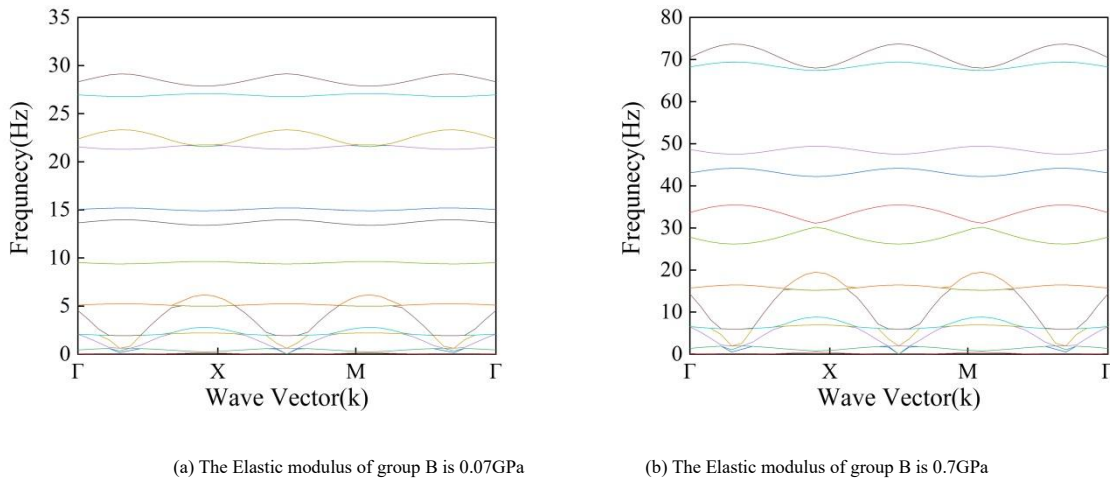 35
30
25
20
15
10
5
0
Frequnecy(Hz)
Γ X M Γ
Wave Vector(k)
80
70
60
50
40
30
20
10
0
Frequnecy(Hz)
Γ X M Γ
Wave Vector(k)
(a) The Elastic modulus of group B is 0.07GPa
(b) The Elastic modulus of group B is 0.7GPa